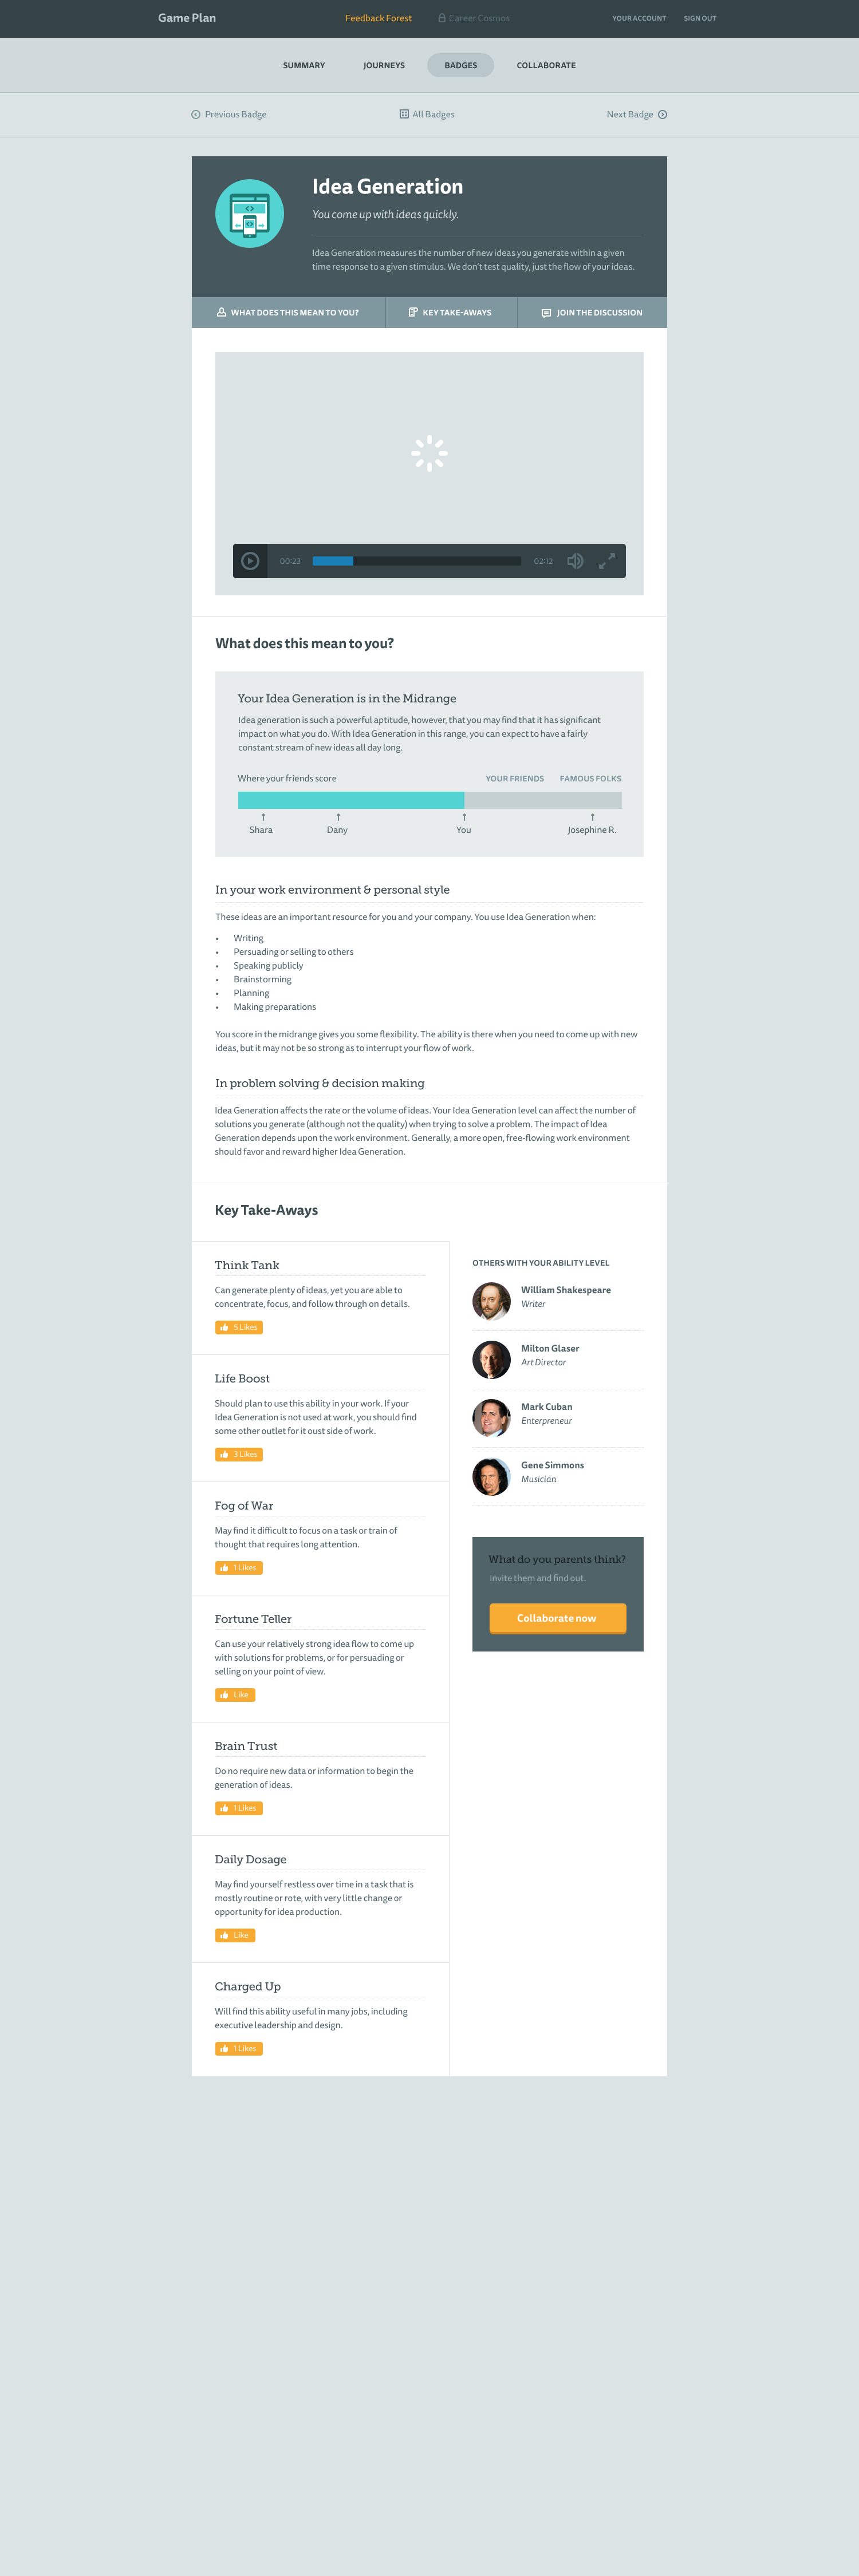 Game Plan
Feedback Forest
Career Cosmos
YOUR ACCOUNT
SIGN OUT
SUMMARY
JOURNEYS
BADGES
COLLABORATE
Previous Badge
All Badges
Next Badge
Idea Generation
You come up with ideas quickly.
Idea Generation measures the number of new ideas you generate within a given
time response to a given stimulus. We don't test quality, just the flow of your ideas.
WHAT DOES THIS MEAN TO YOU?
KEY TAKE-AWAYS
JOIN THE DISCUSSION
00:23
02:12
What does this mean to you?
Your Idea Generation is in the Midrange
Idea generation is such a powerful aptitude, however, that you may find that it has significant
impact on what you do. With Idea Generation in this range, you can expect to have a fairly
constant stream of new ideas all day long.
Where your friends score
YOUR FRIENDS
FAMOUS FOLKS
Shara
Dany
You
Josephine R.
In your work environment & personal style
These ideas are an important resource for you and your company. You use Idea Generation when:
• Writing
• Persuading or selling to others
• Speaking publicly
• Brainstorming
• Planning
• Making preparations
You score in the midrange gives you some flexibility. The ability is there when you need to come up with new
ideas, but it may not be so strong as to interrupt your flow of work.
In problem solving & decision making
Idea Generation affects the rate or the volume of ideas. Your Idea Generation level can affect the number of
solutions you generate (although not the quality) when trying to solve a problem. The impact of Idea
Generation depends upon the work environment. Generally, a more open, free-flowing work environment
should favor and reward higher Idea Generation.
Key Take-Aways
Think Tank
Can generate plenty of ideas, yet you are able to
concentrate, focus, and follow through on details.
5 Likes
Life Boost
Should plan to use this ability in your work. If your
Idea Generation is not used at work, you should find
some other outlet for it oust side of work.
3 Likes
Fog of War
May find it difficult to focus on a task or train of
thought that requires long attention.
1 Likes
Fortune Teller
Can use your relatively strong idea flow to come up
with solutions for problems, or for persuading or
selling on your point of view.
Like
Brain Trust
Do no require new data or information to begin the
generation of ideas.
1 Likes
Daily Dosage
May find yourself restless over time in a task that is
mostly routine or rote, with very little change or
opportunity for idea production.
Like
Charged Up
Will find this ability useful in many jobs, including
executive leadership and design.
1 Likes
OTHERS WITH YOUR ABILITY LEVEL
William Shakespeare
Writer
Milton Glaser
Art Director
Mark Cuban
Enterpreneur
Gene Simmons
Musician
What do you parents think?
Invite them and find out.
Collaborate now